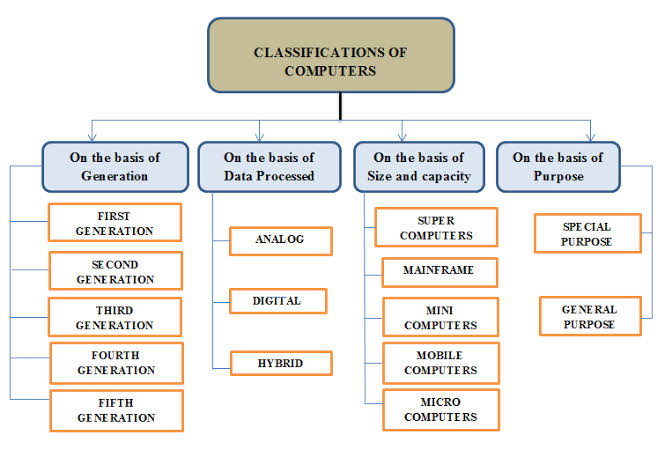 CLASSIFICATIONS OF
COMPUTERS
On the basis of
Generation
On the basis of
Data Processed
On the basis of
Size and capacity
On the basis of
Purpose
FIRST
GENERATION
SECOND
GENERATION
THIRD
GENERATION
FOURTH
GENERATION
FIFTH
GENERATION
ANALOG
DIGITAL
HYBRID
SUPER
COMPUTERS
MAINFRAME
MINI
COMPUTERS
MOBILE
COMPUTERS
MICRO
COMPUTERS
SPECIAL
PURPOSE
GENERAL
PURPOSE